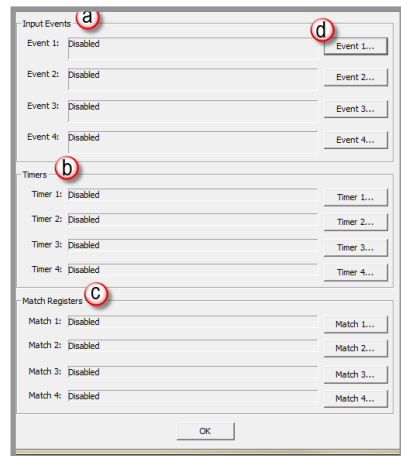 Input Events a
d
Event 1: Disabled Event 1...
Event 2: Disabled Event 2...
Event 3: Disabled Event 3...
Event 4: Disabled Event 4...
Timers b
Timer 1: Disabled Timer 1...
Timer 2: Disabled Timer 2...
Timer 3: Disabled Timer 3...
Timer 4: Disabled Timer 4...
Match Registers c
Match 1: Disabled Match 1...
Match 2: Disabled Match 2...
Match 3: Disabled Match 3...
Match 4: Disabled Match 4...
OK